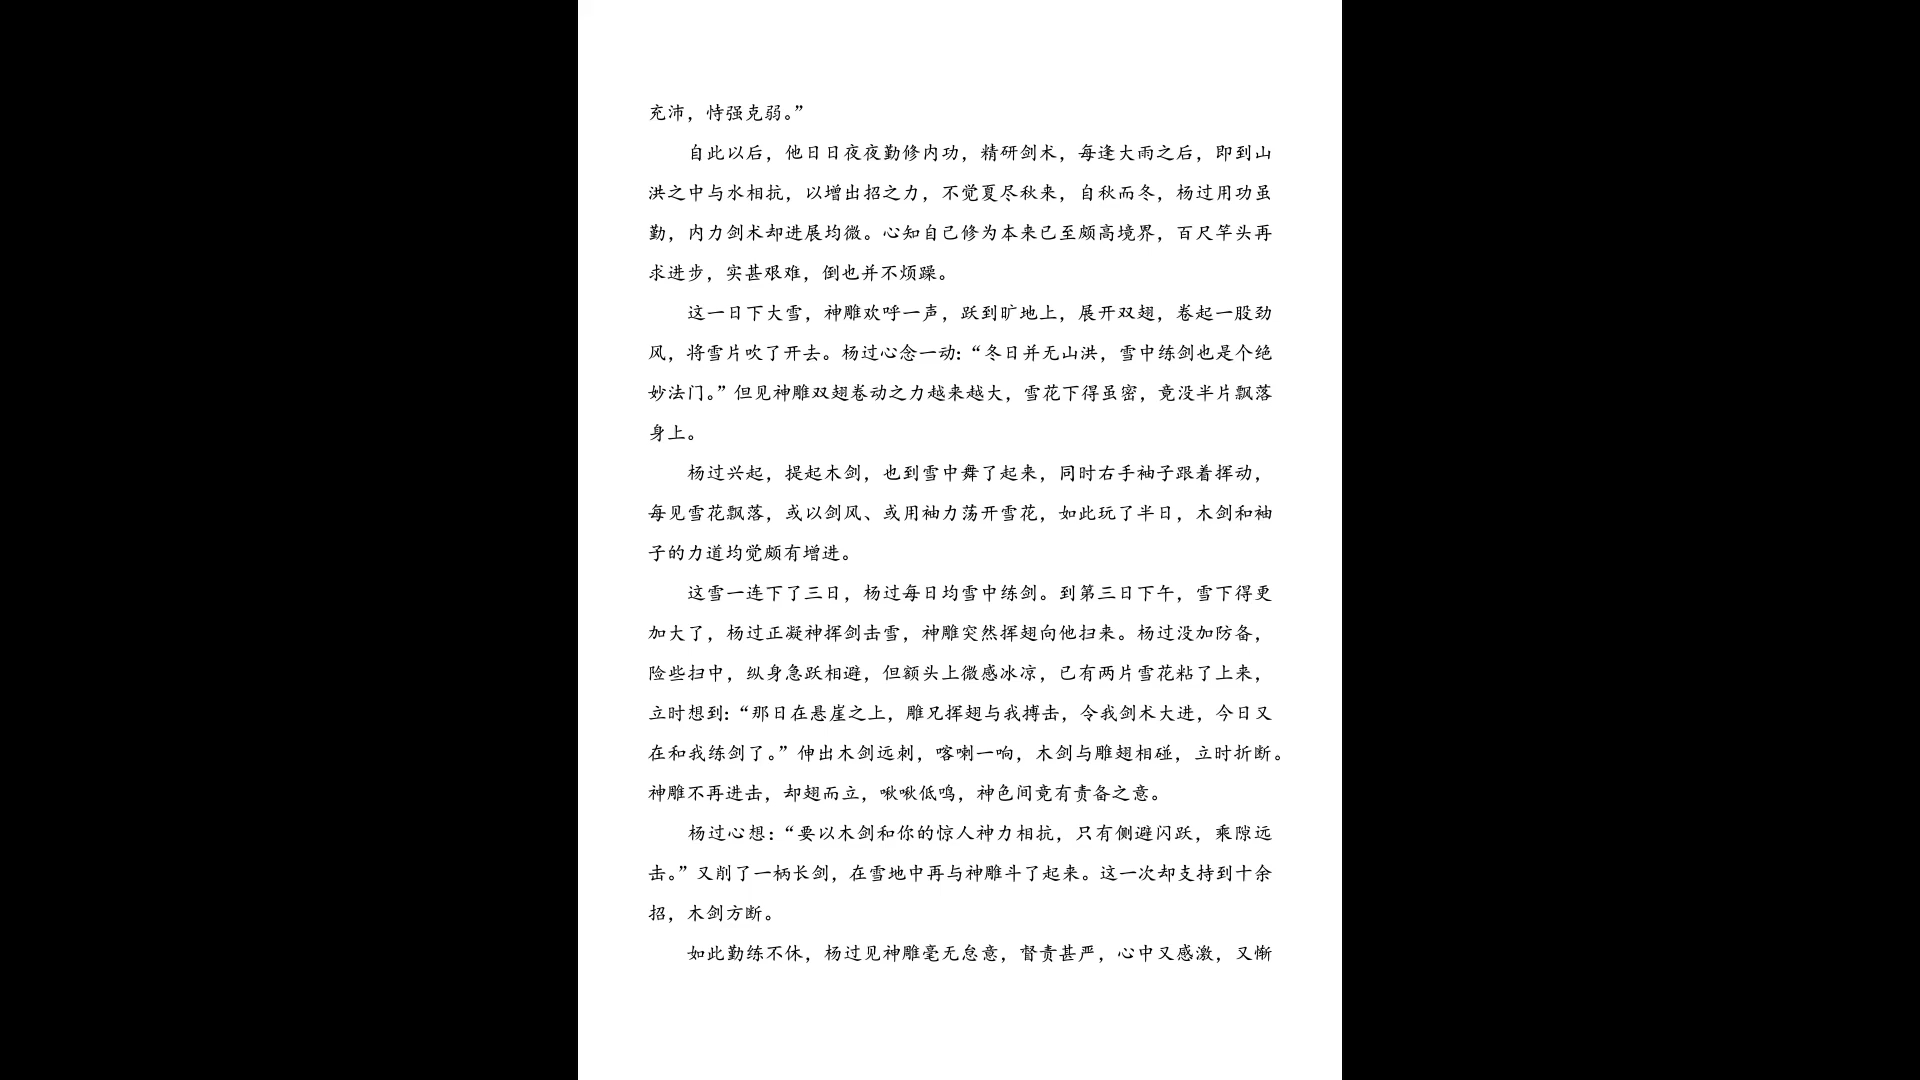 充沛，恃强克弱。”
自此以后，他日日夜夜勤修内功，精研剑术，每逢大雨之后，即到山
洪之中与水相抗，以增出招之力，不觉夏尽秋来，自秋而冬，杨过用功虽
勤，内力剑术却进展均微。心知自己修为本来已至颇高境界，百尺竿头再
求进步，实甚艰难，倒也并不烦躁。
这一日下大雪，神雕欢呼一声，跃到旷地上，展开双翅，卷起一股劲
风，将雪片吹了开去。杨过心念一动：“冬日并无山洪，雪中练剑也是个绝
妙法门。”但见神雕双翅卷动之力越来越大，雪花下得虽密，竟没半片飘落
身上。
杨过兴起，提起木剑，也到雪中舞了起来，同时右手袖子跟着挥动，
每见雪花飘落，或以剑风、或用袖力荡开雪花，如此玩了半日，木剑和袖
子的力道均觉颇有增进。
这雪一连下了三日，杨过每日均雪中练剑。到第三日下午，雪下得更
加大了，杨过正凝神挥剑击雪，神雕突然挥翅向他扫来。杨过没加防备，
险些扫中，纵身急跃相避，但额头上微感冰凉，已有两片雪花粘了上来，
立时想到：“那日在悬崖之上，雕兄挥翅与我搏击，令我剑术大进，今日又
在和我练剑了。”伸出木剑远刺，喀喇一响，木剑与雕翅相碰，立时折断。
神雕不再进击，却翅而立，啾啾低鸣，神色间竟有责备之意。
杨过心想：“要以木剑和你的惊人神力相抗，只有侧避闪跃，乘隙远
击。”又削了一柄长剑，在雪地中再与神雕斗了起来。这一次却支持到十余
招，木剑方断。
如此勤练不休，杨过见神雕毫无怠意，督责甚严，心中又感激，又惭